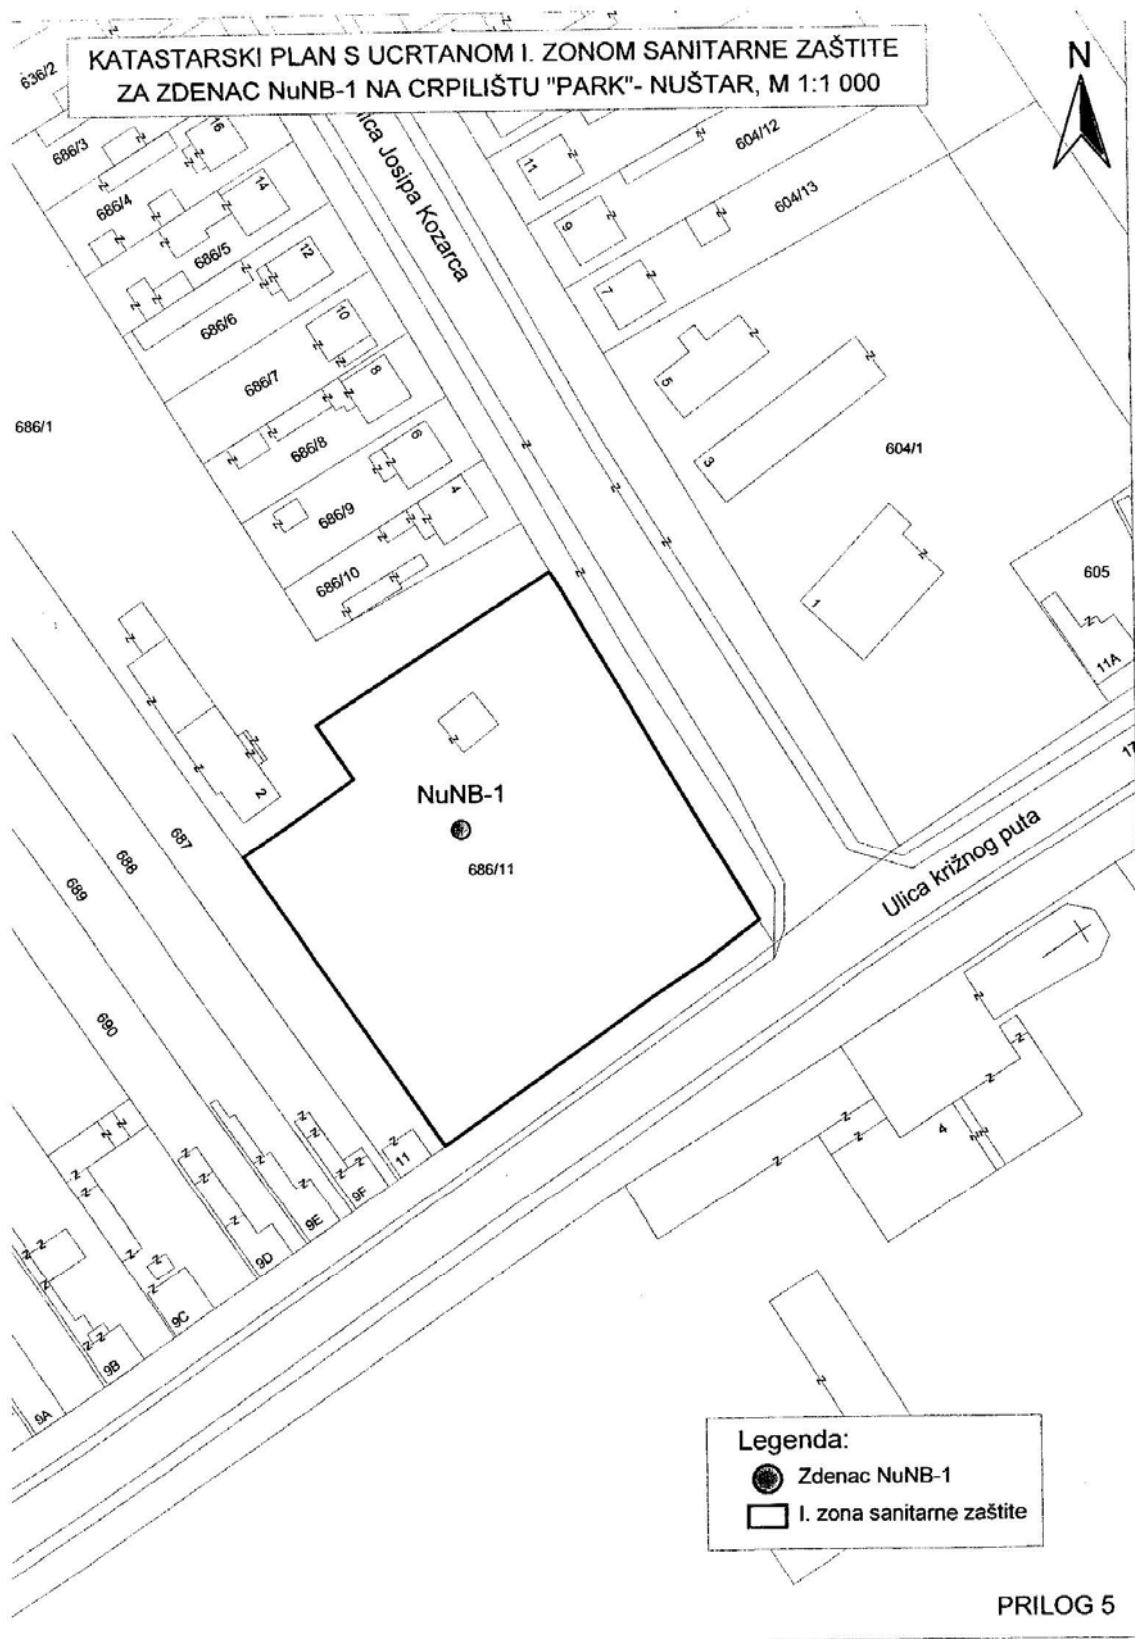 KATASTARSKI PLAN S UCRTANOM I. ZONOM SANITARNE ZAŠTITE
ZA ZDENAC NuNB-1 NA CRPILIŠTU "PARK"- NUŠTAR, M 1:1 000
N
636/2
686/3
16
686/4
14
686/5
12
686/6
10
686/7
8
686/8
6
686/9
4
686/10
686/1
Josipa Kozarca
11
604/12
9
604/13
7
5
3
604/1
1
605
11A
17
2
NuNB-1
686/11
687
688
689
690
Ulica križnog puta
4
11
9F
9E
9D
9C
9B
9A
Legenda:
Zdenac NuNB-1
I. zona sanitarne zaštite
PRILOG 5